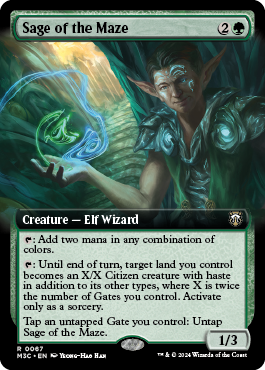 Sage of the Maze 2
Creature — Elf Wizard
: Add two mana in any combination of
colors.
: Until end of turn, target land you control
becomes an X/X Citizen creature with haste
in addition to its other types, where X is twice
the number of Gates you control. Activate
only as a sorcery.
Tap an untapped Gate you control: Untap
Sage of the Maze.
1/3
R 0067
M3C • EN Yeong-Hao Han
™ & © 2024 Wizards of the Coast